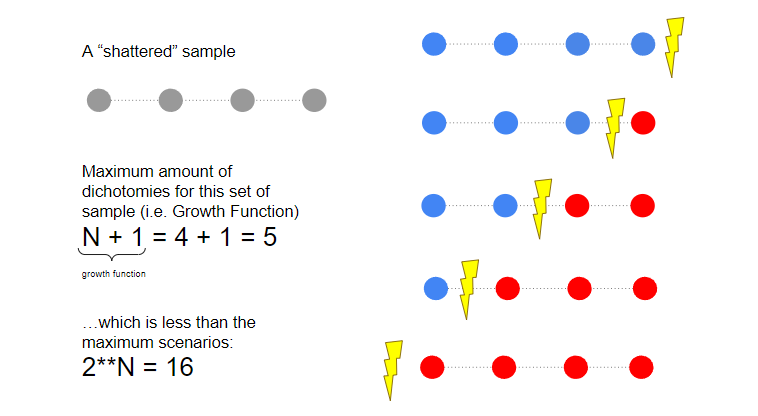 A “shattered” sample
Maximum amount of
dichotomies for this set of
sample (i.e. Growth Function)
N + 1 = 4 + 1 = 5
growth function
…which is less than the
maximum scenarios:
2**N = 16